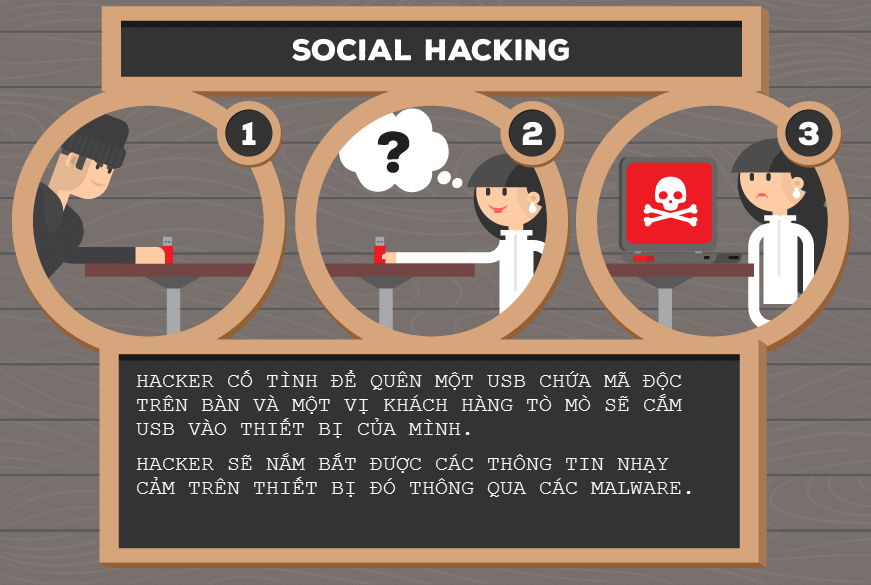 SOCIAL HACKING
1
2
3
?
HACKER CỐ TÌNH ĐỂ QUÊN MỘT USB CHỨA MÃ ĐỘC
TRÊN BÀN VÀ MỘT VỊ KHÁCH HÀNG TÒ MÒ SẼ CẮM
USB VÀO THIẾT BỊ CỦA MÌNH.
HACKER SẼ NẮM BẮT ĐƯỢC CÁC THÔNG TIN NHẠY
CẢM TRÊN THIẾT BỊ ĐÓ THÔNG QUA CÁC MALWARE.